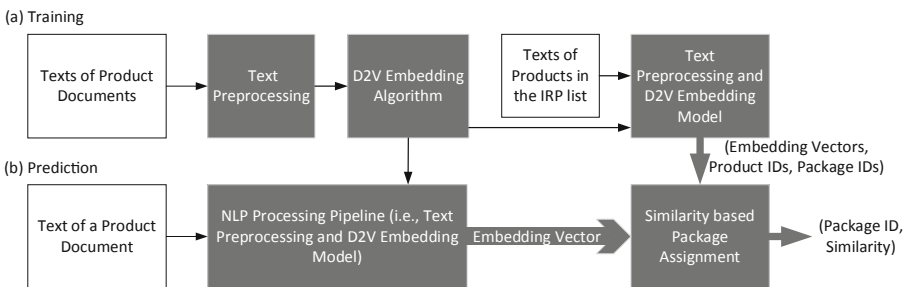 (a) Training
Texts of Product
Documents
Text
Preprocessing
D2V Embedding
Algorithm
Texts of
Products in
the IRP list
Text
Preprocessing and
D2V Embedding
Model
(Embedding Vectors,
Product IDs, Package IDs)
(b) Prediction
Text of a Product
Document
NLP Processing Pipeline (i.e., Text
Preprocessing and D2V Embedding
Model)
Embedding Vector
Similarity based
Package
Assignment
(Package ID,
Similarity)